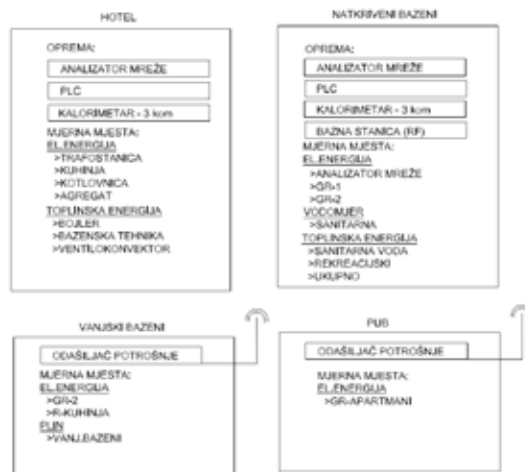 HOTEL
OPREMA:
ANALIZATOR MREŽE
PLC
KALORIMETAR - 3 kom
MJERNA MJESTA:
EL.ENERGIJA
>TRAFOSTANICA
>KUHINJA
>KOTLOVNICA
>AGREGAT
TOPLINSKA ENERGIJA
>BOJLER
>BAZENSKA TEHNIKA
>VENTILOKONVEKTOR
NATKRIVENI BAZENI
OPREMA:
ANALIZATOR MREŽE
PLC
KALORIMETAR - 3 kom
BAZNA STANICA (RF)
MJERNA MJESTA:
EL.ENERGIJA
>ANALIZATOR MREŽE
>GR-1
>GR-2
VODOMJER
>SANITARNA
TOPLINSKA ENERGIJA
>SANITARNA VODA
>REKREACIJSKI
>UKUPNO
VANJSKI BAZENI
ODAŠILJAČ POTROŠNJE
MJERNA MJESTA:
EL.ENERGIJA
>GR-2
>R-KUHINJA
PLIN
>VANJ.BAZENI
PUB
ODAŠILJAČ POTROŠNJE
MJERNA MJESTA:
EL.ENERGIJA
>GR-APARTMANI